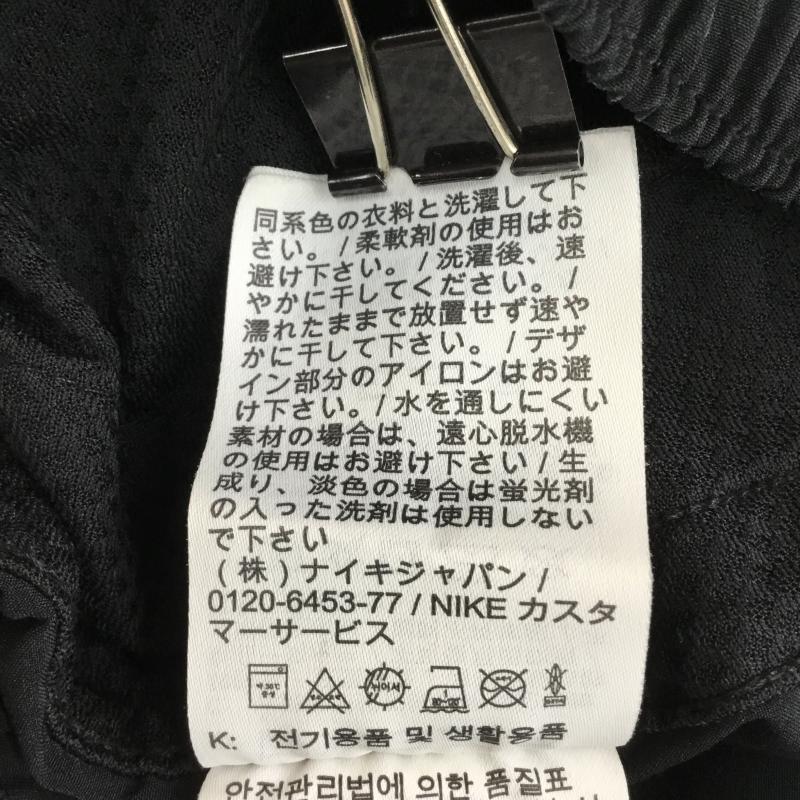 同系色の衣料と洗濯して下
さい。/ 柔軟剤の使用はお
避け下さい。/ 洗濯後、速
やかに干してください。/
濡れたままで放置せず速や
かに干して下さい。/ デザ
イン部分のアイロンはお避
け下さい。/ 水を通しにくい
素材の場合は、遠心脱水機
の使用はお避け下さい / 生
成り、淡色の場合は蛍光剤
の入った洗剤は使用しない
で下さい
(株) ナイキジャパン /
0120-6453-77 / NIKE カスタ
マーサービス
약 30℃ 중성
K: 전기용품 및 생활용품
안전관리법에 의한 품질표